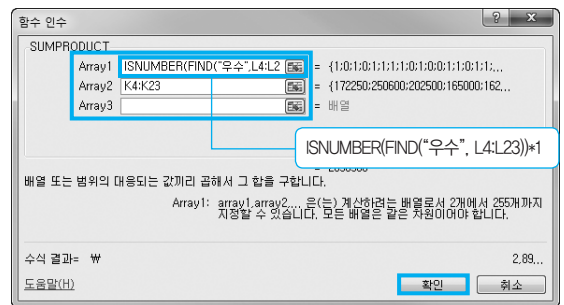 함수 인수
SUMPRODUCT
Array1 ISNUMBER(FIND("우수",L4:L2 = {1;0;1;0;1;1;1;1;0;1;0;0;1;1;0;1;1;...
Array2 K4:K23 = {172250;250600;202500;165000;162...
Array3 = 배열
ISNUMBER(FIND("우수", L4:L23))*1
배열 또는 범위의 대응되는 값끼리 곱해서 그 합을 구합니다.
Array1: array1,array2,... 은(는) 계산하려는 배열로서 2개에서 255개까지
지정할 수 있습니다. 모든 배열은 같은 차원이어야 합니다.
수식 결과= ₩ 2,89...
도움말(H) 확인 취소